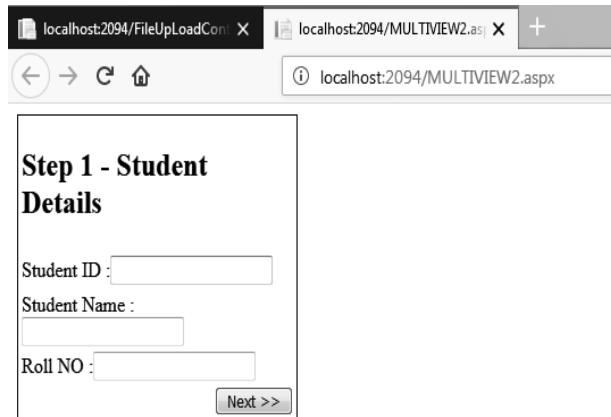 localhost:2094/FileUpLoadCont
localhost:2094/MULTIVIEW2.as
localhost:2094/MULTIVIEW2.aspx
Step 1 - Student
Details
Student ID :
Student Name :
Roll NO :
Next >>